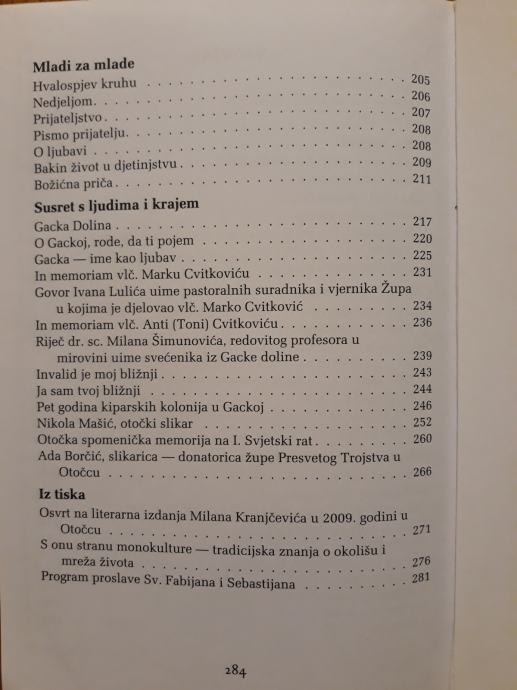 Mladi za mlade
Hvalospjev kruhu . . . . . . . . . . . . . . . . . . . . 205
Nedjeljom. . . . . . . . . . . . . . . . . . . . . . . . 206
Prijateljstvo. . . . . . . . . . . . . . . . . . . . . . . 207
Pismo prijatelju. . . . . . . . . . . . . . . . . . . . . 208
O ljubavi . . . . . . . . . . . . . . . . . . . . . . . . 208
Bakin život u djetinjstvu. . . . . . . . . . . . . . . . . 209
Božićna priča. . . . . . . . . . . . . . . . . . . . . . 211
Susret s ljudima i krajem
Gacka Dolina . . . . . . . . . . . . . . . . . . . . . . 217
O Gackoj, rode, da ti pojem . . . . . . . . . . . . . . . 220
Gacka — ime kao ljubav . . . . . . . . . . . . . . . . . 225
In memoriam vlč. Marku Cvitkoviću . . . . . . . . . . . 231
Govor Ivana Lulića uime pastoralnih suradnika i vjernika Župa
u kojima je djelovao vlč. Marko Cvitković . . . . . . . 234
In memoriam vlč. Anti (Toni) Cvitkoviću. . . . . . . . . 236
Riječ dr. sc. Milana Šimunovića, redovitog profesora u
mirovini uime svećenika iz Gacke doline . . . . . . . . 239
Invalid je moj bližnji. . . . . . . . . . . . . . . . . . . 243
Ja sam tvoj bližnji . . . . . . . . . . . . . . . . . . . . 244
Pet godina kiparskih kolonija u Gackoj . . . . . . . . . . 246
Nikola Mašić, otočki slikar . . . . . . . . . . . . . . . . 252
Otočka spomenička memorija na I. Svjetski rat. . . . . . . 260
Ada Borčić, slikarica — donatorica župe Presvetog Trojstva u
Otočcu . . . . . . . . . . . . . . . . . . . . . . . 266
Iz tiska
Osvrt na literarna izdanja Milana Kranjčevića u 2009. godini u
Otočcu . . . . . . . . . . . . . . . . . . . . . . . 271
S onu stranu monokulture — tradicijska znanja o okolišu i
mreža života . . . . . . . . . . . . . . . . . . . . . 276
Program proslave Sv. Fabijana i Sebastijana . . . . . . . . 281
284